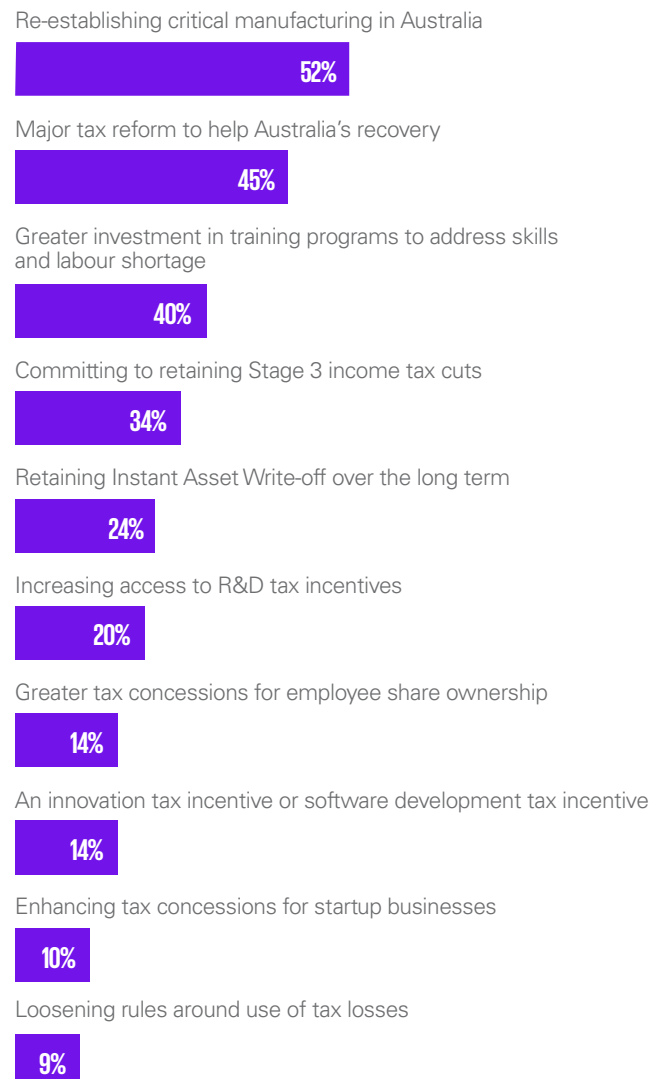 Re-establishing critical manufacturing in Australia
52%
Major tax reform to help Australia's recovery
45%
Greater investment in training programs to address skills
and labour shortage
40%
Committing to retaining Stage 3 income tax cuts
34%
Retaining Instant Asset Write-off over the long term
24%
Increasing access to R&D tax incentives
20%
Greater tax concessions for employee share ownership
14%
An innovation tax incentive or software development tax incentive
14%
Enhancing tax concessions for startup businesses
10%
Loosening rules around use of tax losses
9%